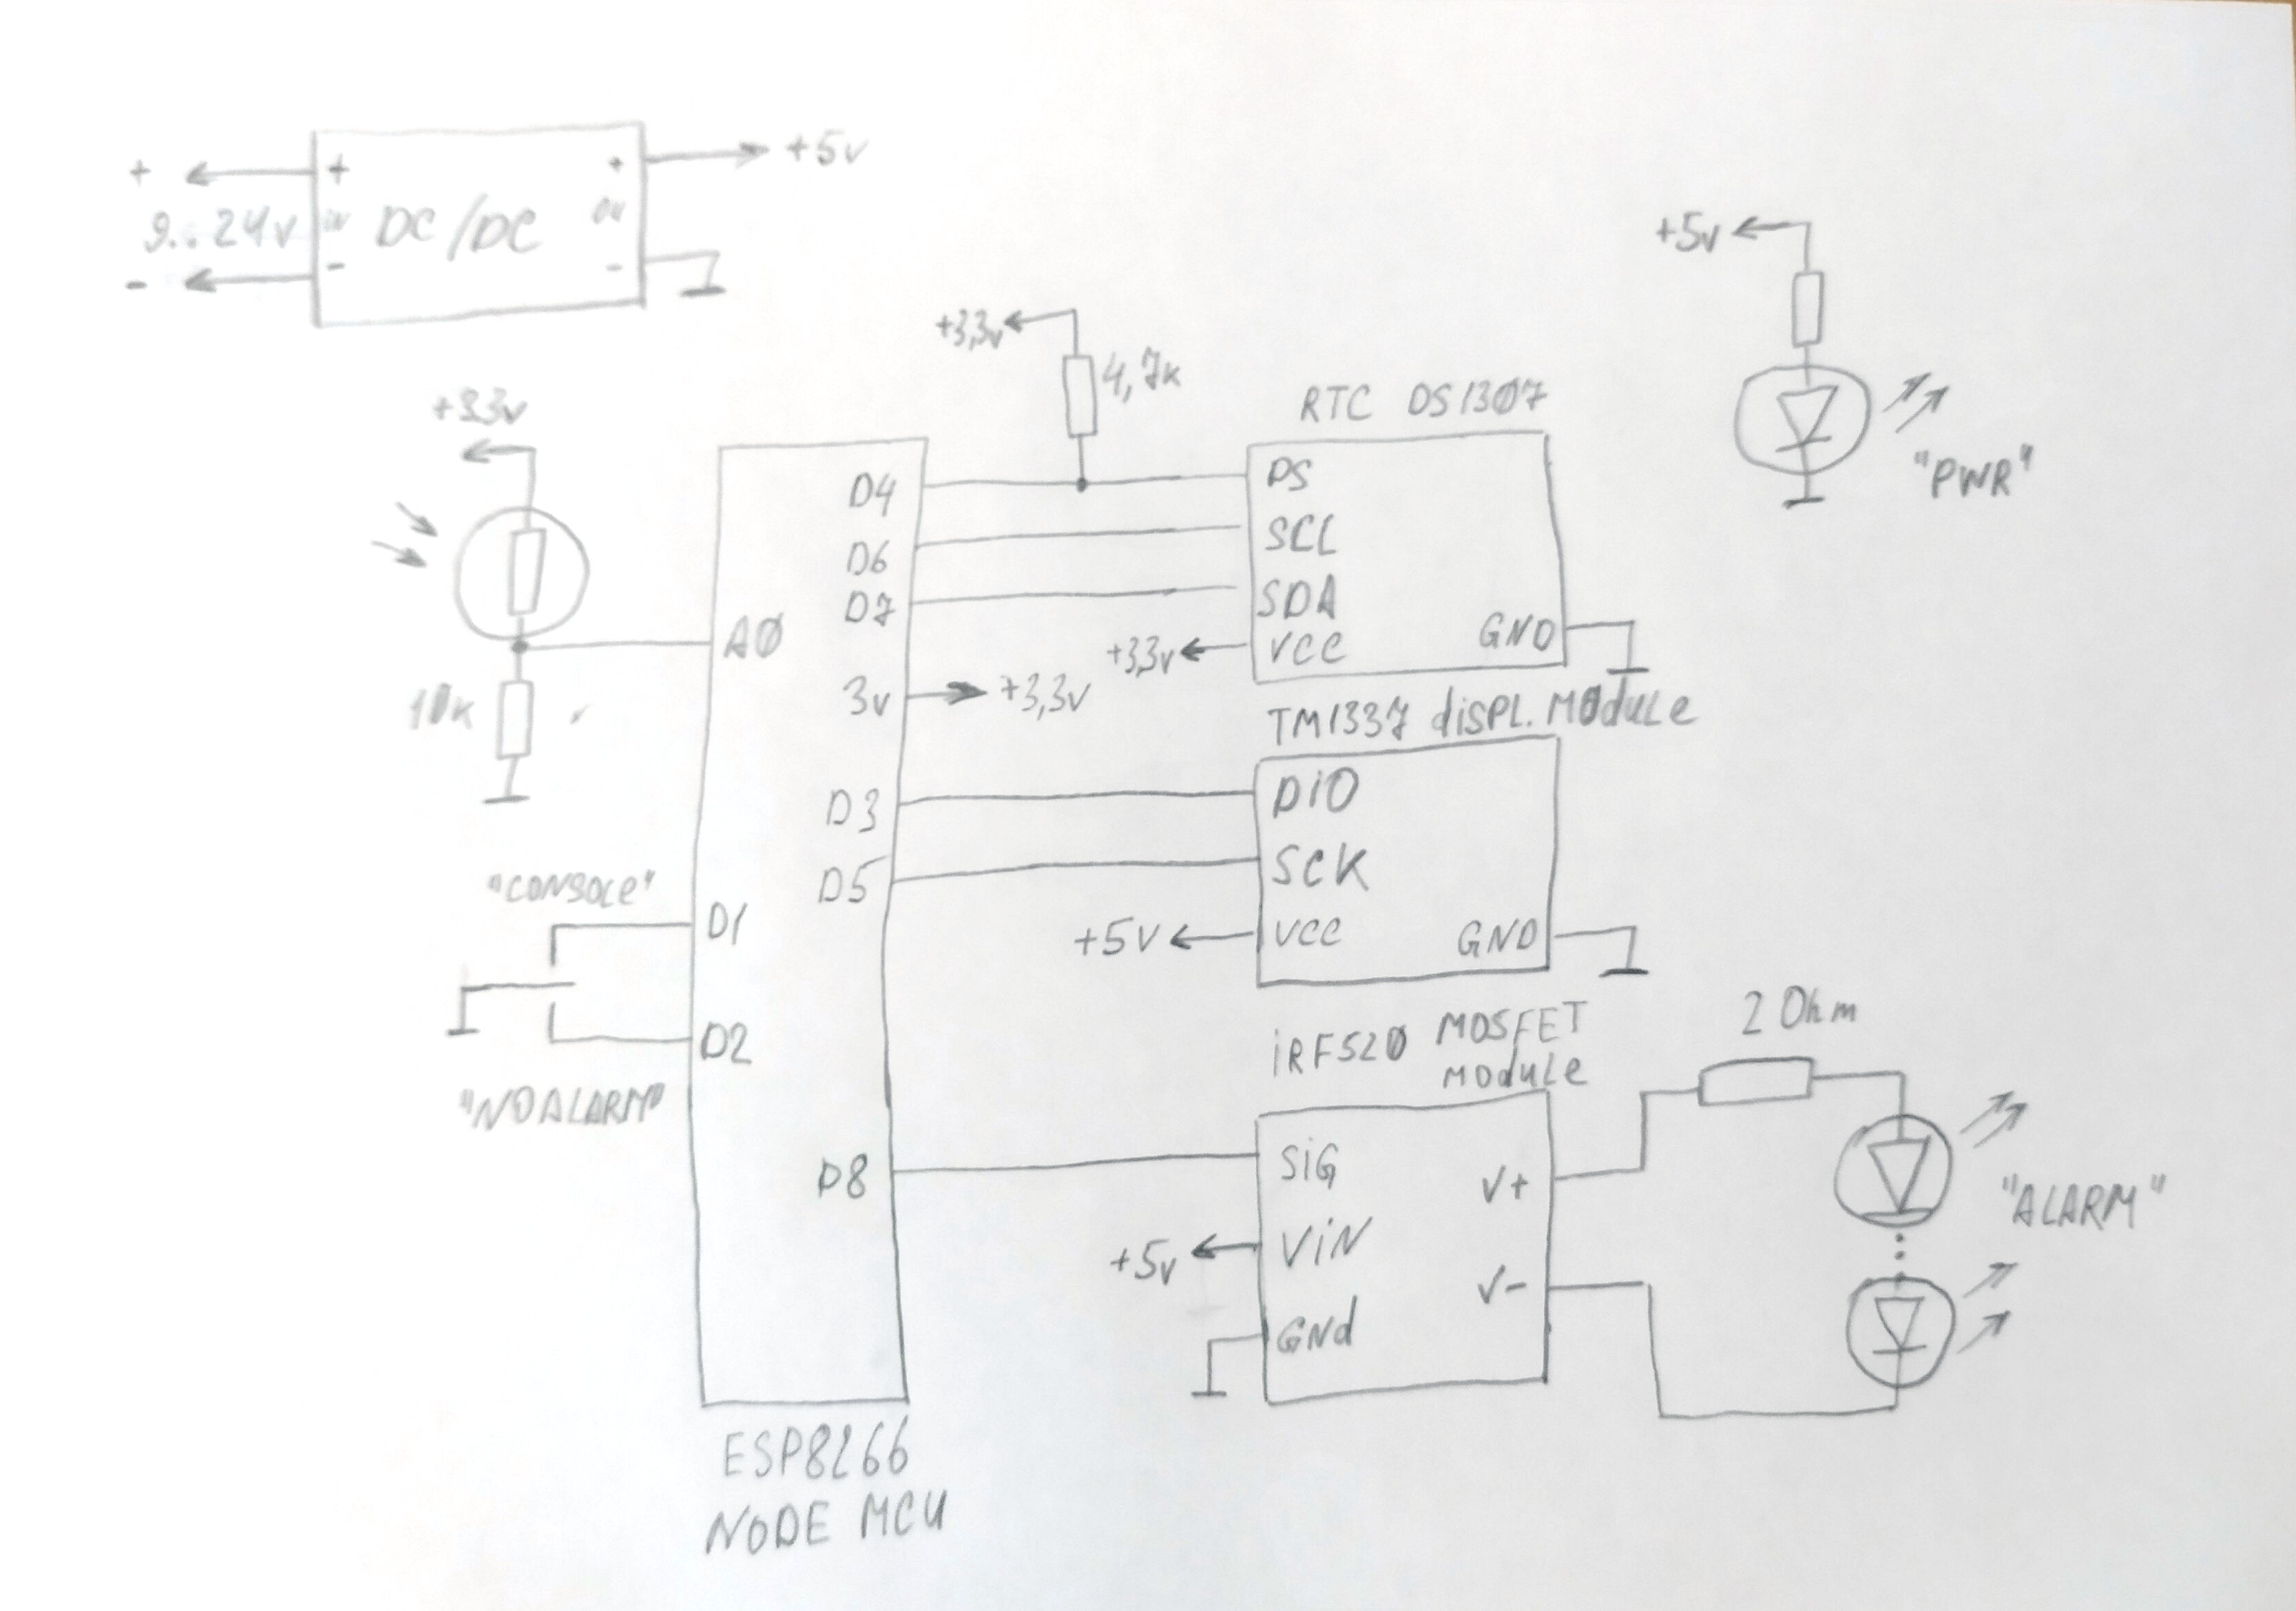 + + + +5v
9..24v in DC/DC ou
- - -
+5v
"PWR"
+3,3v
4,7k
+3.3v
RTC DS1307
D4 DS
D6 SCL
D7 SDA
A0 GND
+3,3v VCC
3v +3,3v
10k
TM1337 displ. module
D3 DiO
D5 SCK
"CONSOLe"
D1
+5v VCC GND
D2
"NOALARM"
iRF520 MOSFET
module
2 Ohm
D8 SiG V+
"ALARM"
+5v ViN
V-
GNd
ESP8266
NODE MCU